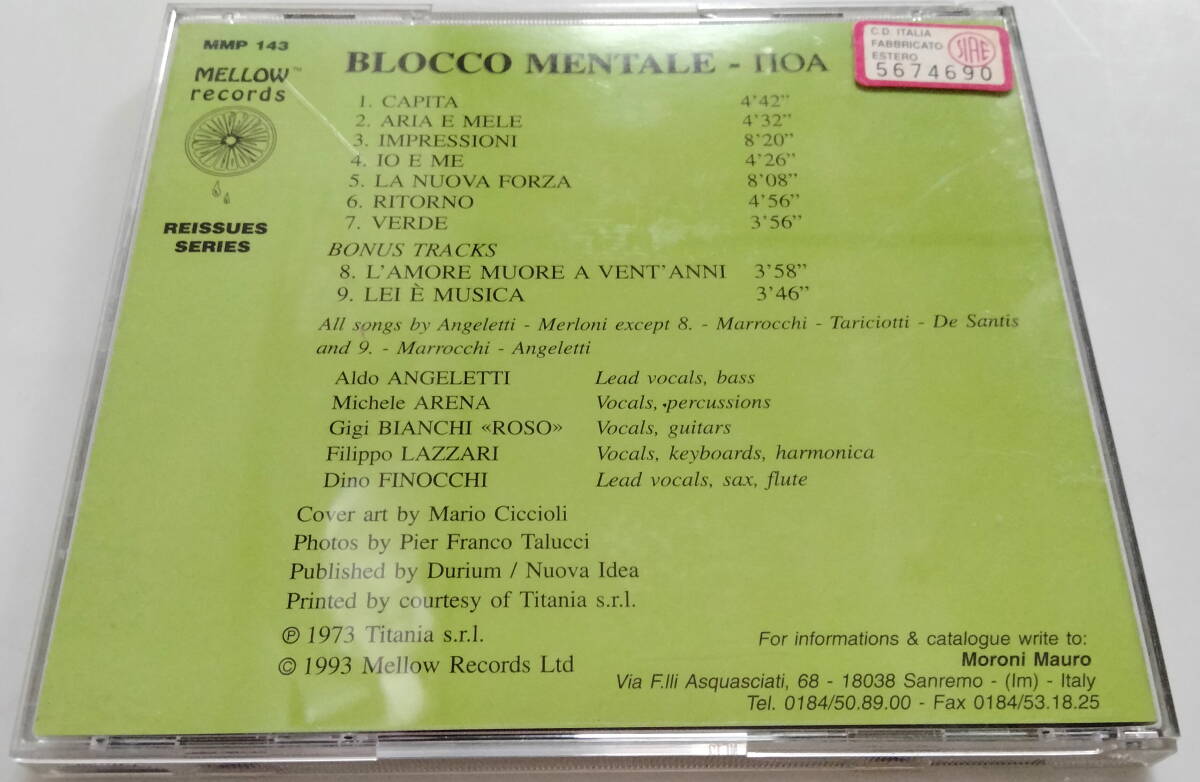 MMP 143
MELLOW™
records
REISSUES
SERIES
BLOCCO MENTALE - ΠΟΑ
C.D. ITALIA
FABBRICATO
ESTERO
SIAE
5674690
1. CAPITA 4'42"
2. ARIA E MELE 4'32"
3. IMPRESSIONI 8'20"
4. IO E ME 4'26"
5. LA NUOVA FORZA 8'08"
6. RITORNO 4'56"
7. VERDE 3'56"
BONUS TRACKS
8. L'AMORE MUORE A VENT'ANNI 3'58"
9. LEI È MUSICA 3'46"
All songs by Angeletti - Merloni except 8. - Marrocchi - Tariciotti - De Santis
and 9. - Marrocchi - Angeletti
Aldo ANGELETTI Lead vocals, bass
Michele ARENA Vocals, percussions
Gigi BIANCHI «ROSO» Vocals, guitars
Filippo LAZZARI Vocals, keyboards, harmonica
Dino FINOCCHI Lead vocals, sax, flute
Cover art by Mario Ciccioli
Photos by Pier Franco Talucci
Published by Durium / Nuova Idea
Printed by courtesy of Titania s.r.l.
℗ 1973 Titania s.r.l.
© 1993 Mellow Records Ltd
For informations & catalogue write to:
Moroni Mauro
Via F.lli Asquasciati, 68 - 18038 Sanremo - (Im) - Italy
Tel. 0184/50.89.00 - Fax 0184/53.18.25